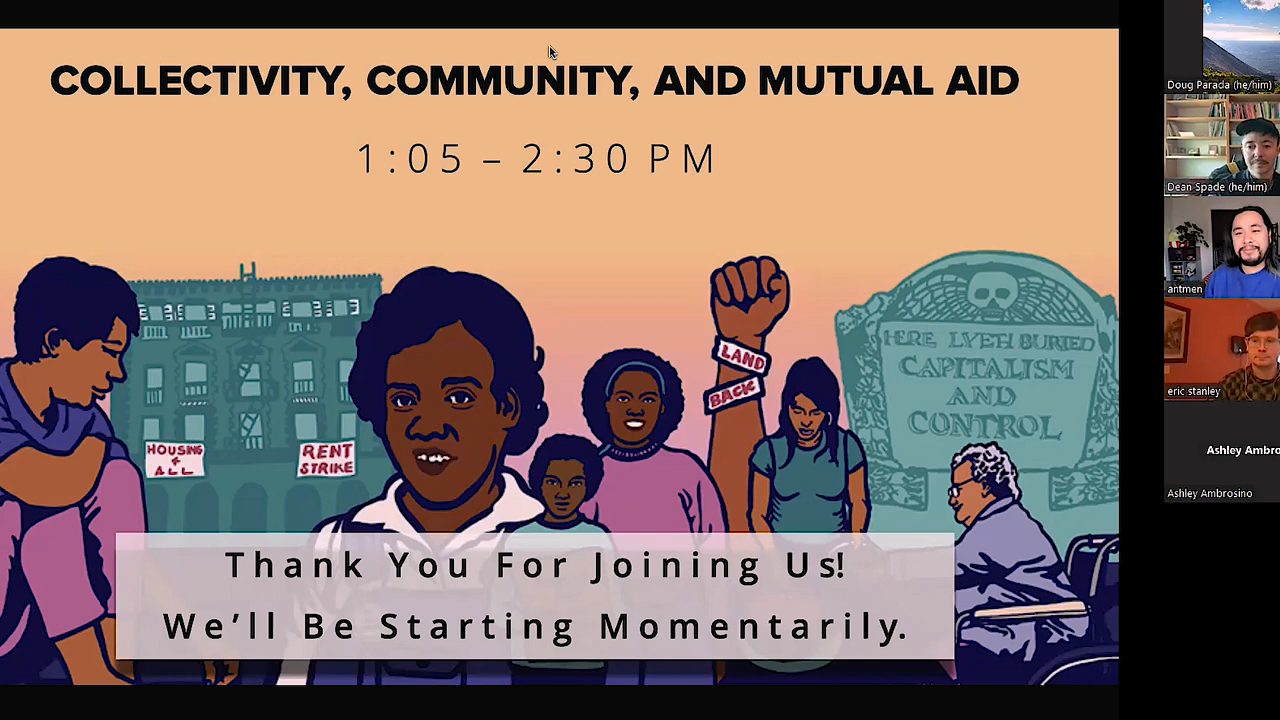 COLLECTIVITY, COMMUNITY, AND MUTUAL AID
1:05 – 2:30 PM
HERE LYETH BURIED
CAPITALISM
AND
CONTROL
LAND
BACK
HOUSING
4
ALL
RENT
STRIKE
Thank You For Joining Us!
We’ll Be Starting Momentarily.
Doug Parada (he/him)
Dean Spade (he/him)
antmen
eric stanley
Ashley Ambro
Ashley Ambrosino